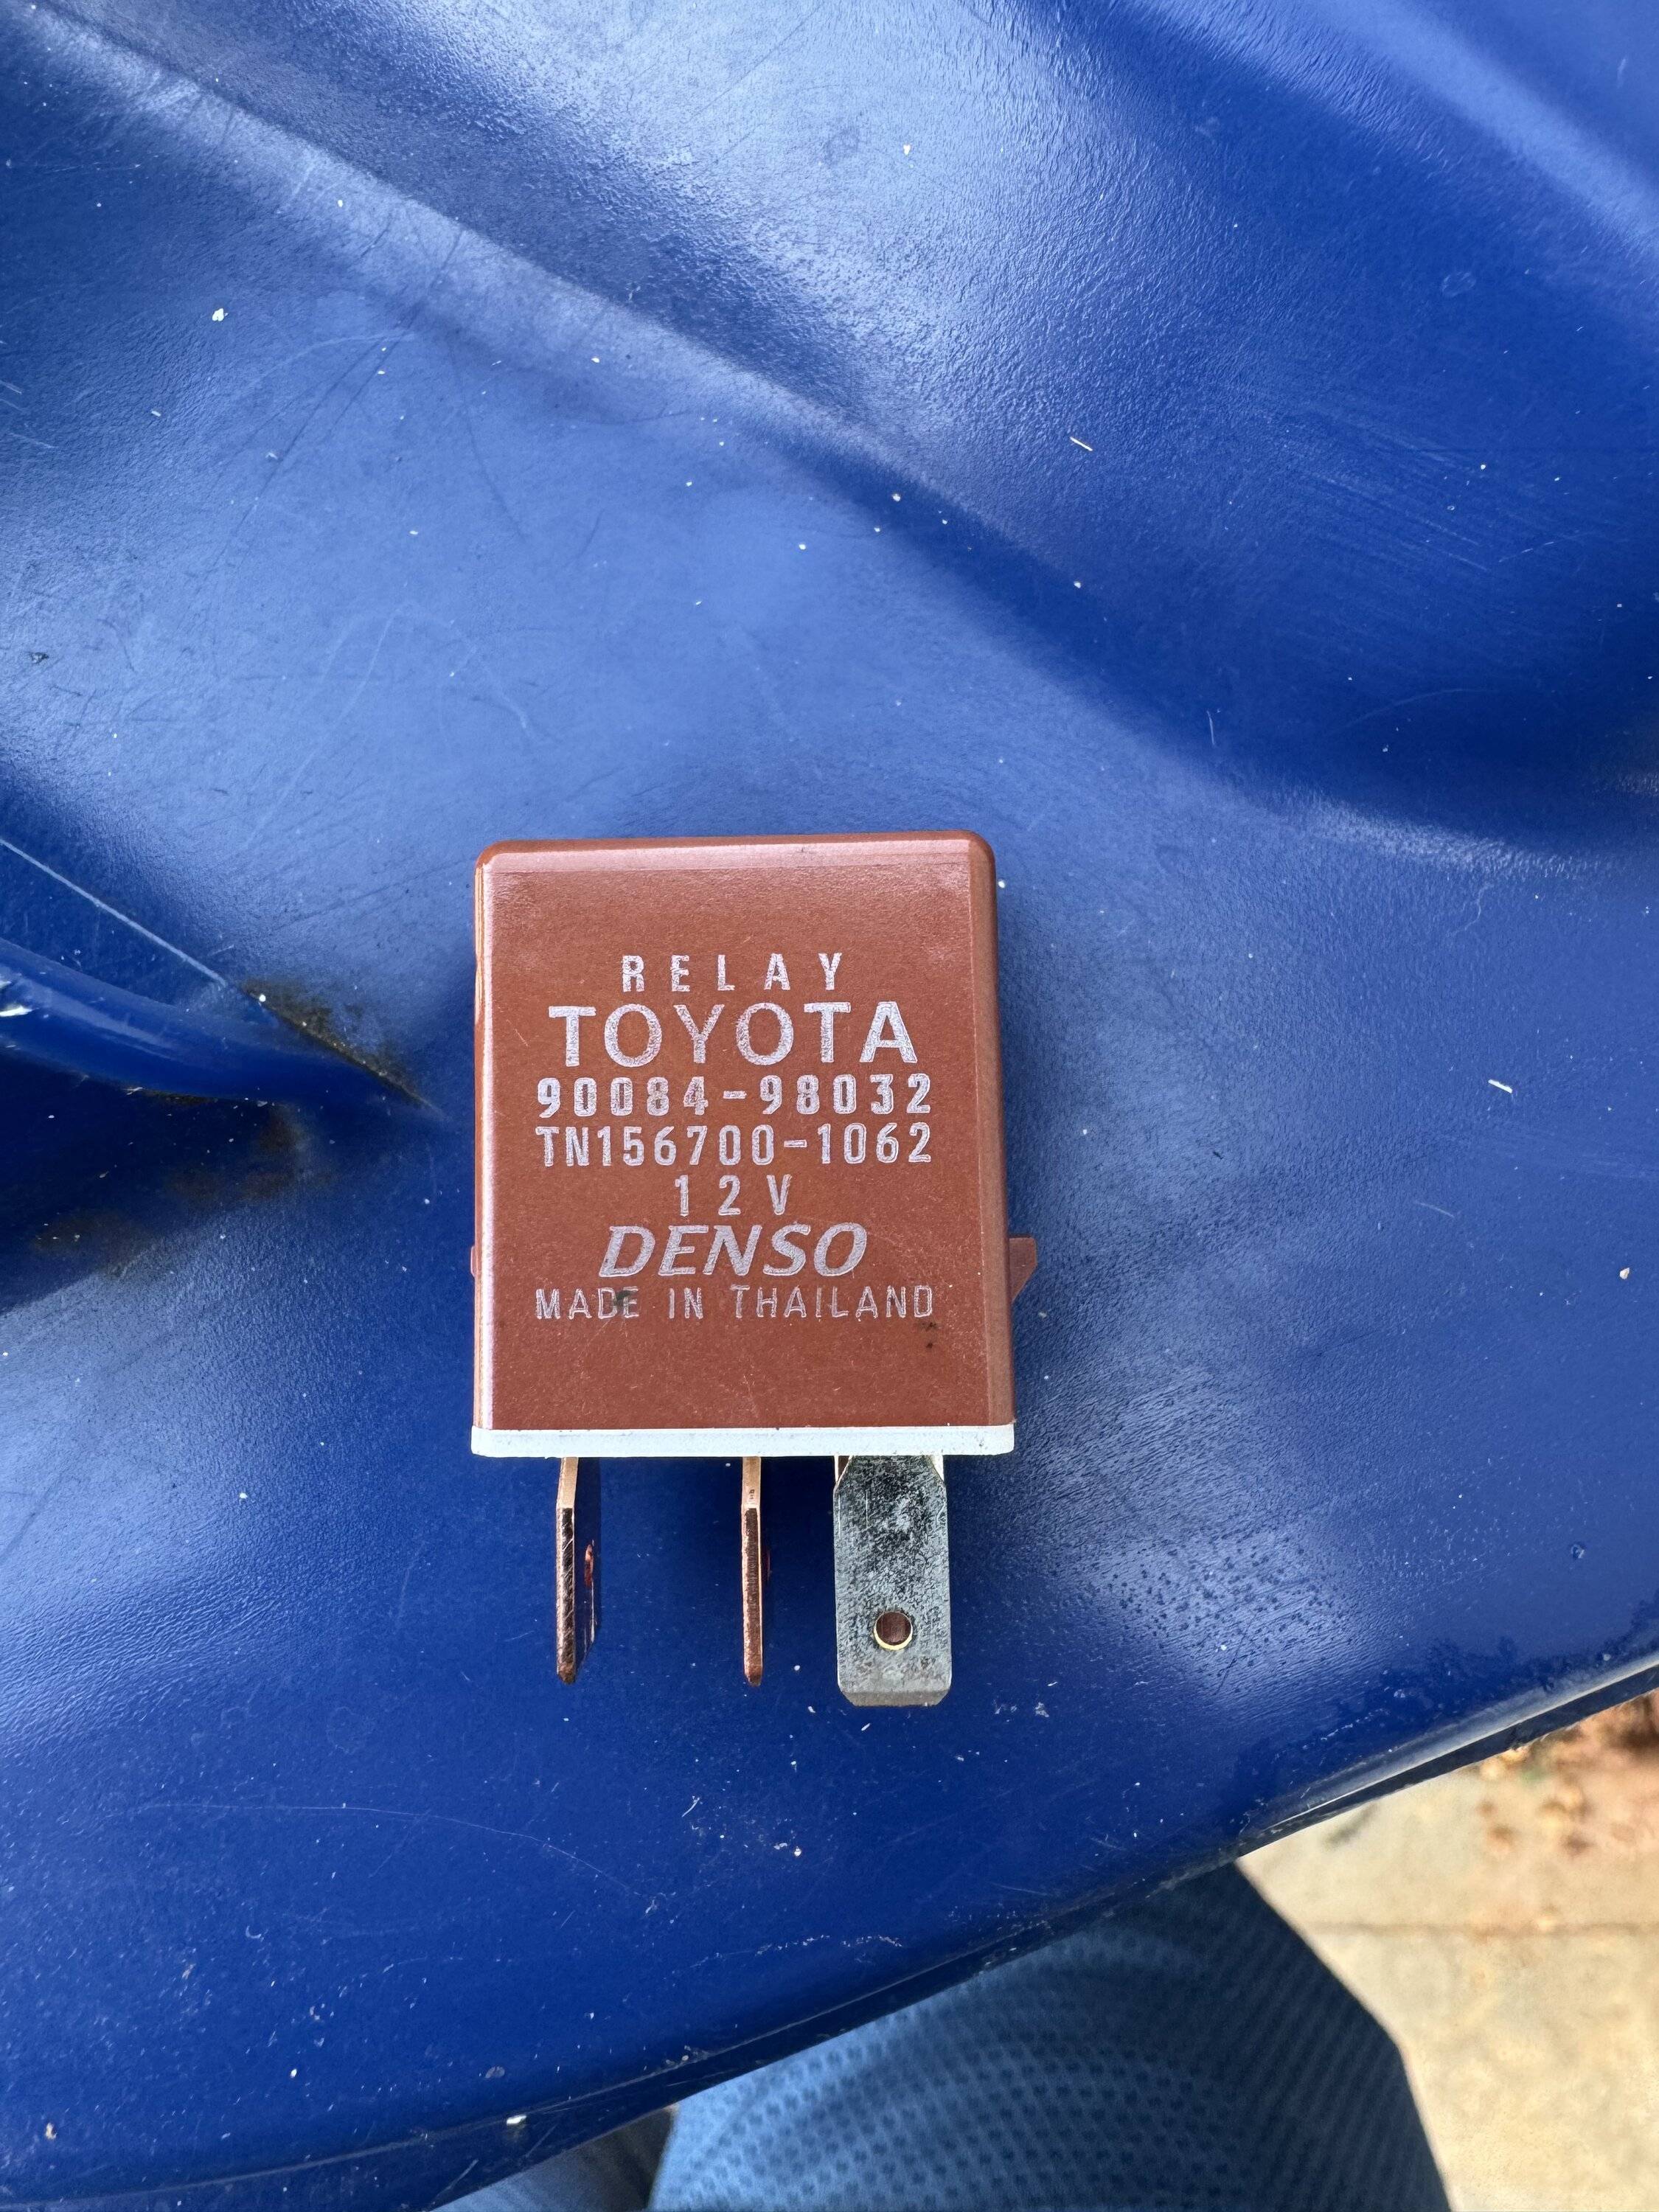 RELAY
TOYOTA
90084-98032
TN156700-1062
12V
DENSO
MADE IN THAILAND